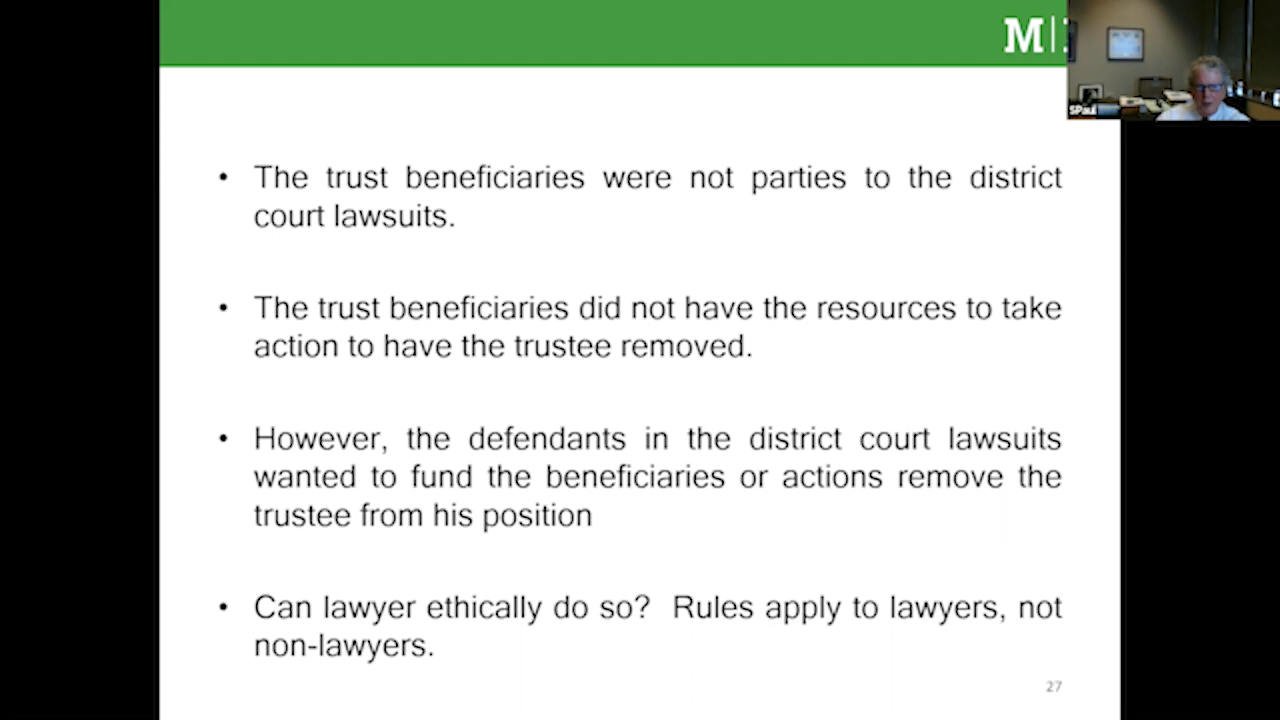 M|
SPaul
• The trust beneficiaries were not parties to the district
court lawsuits.
• The trust beneficiaries did not have the resources to take
action to have the trustee removed.
• However, the defendants in the district court lawsuits
wanted to fund the beneficiaries or actions remove the
trustee from his position
• Can lawyer ethically do so? Rules apply to lawyers, not
non-lawyers.
27